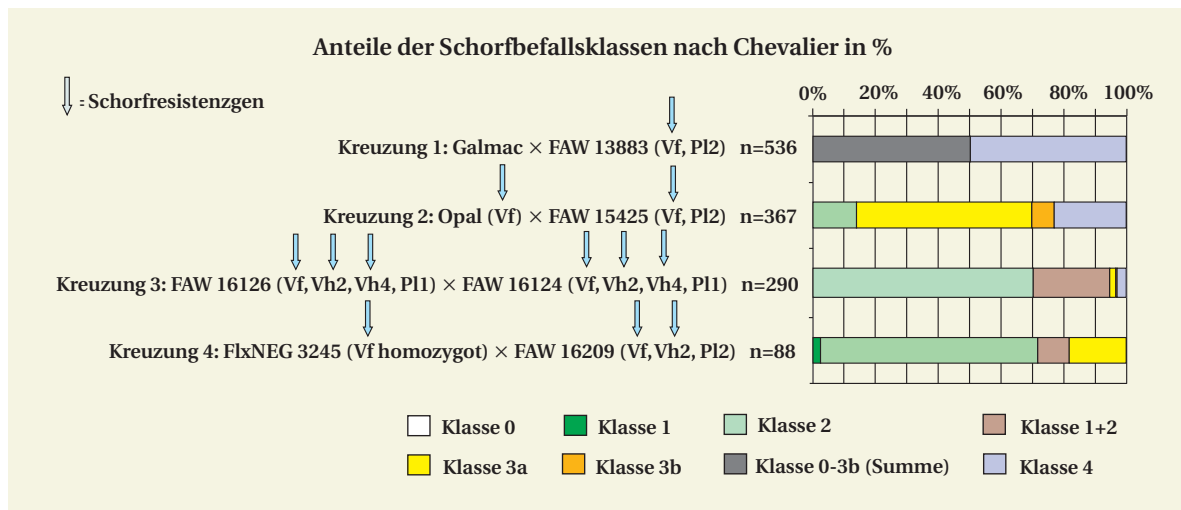 Anteile der Schorfbefallsklassen nach Chevalier in %
= Schorfresistenzgen
0% 20% 40% 60% 80% 100%
Kreuzung 1: Galmac × FAW 13883 (Vf, Pl2) n=536
Kreuzung 2: Opal (Vf) × FAW 15425 (Vf, Pl2) n=367
Kreuzung 3: FAW 16126 (Vf, Vh2, Vh4, Pl1) × FAW 16124 (Vf, Vh2, Vh4, Pl1) n=290
Kreuzung 4: FlxNEG 3245 (Vf homozygot) × FAW 16209 (Vf, Vh2, Pl2) n=88
Klasse 0 Klasse 1 Klasse 2 Klasse 1+2
Klasse 3a Klasse 3b Klasse 0-3b (Summe) Klasse 4